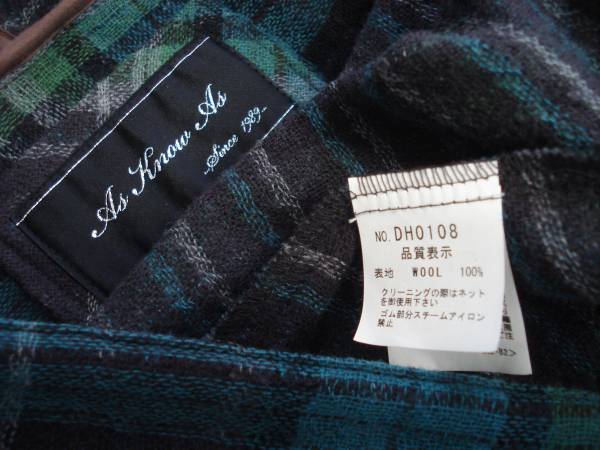 As Know As
..Since 1989..
NO. DH0108
品質表示
表地 WOOL 100%
クリーニングの際はネット
を御使用下さい
ゴム部分スチームアイロン
禁止